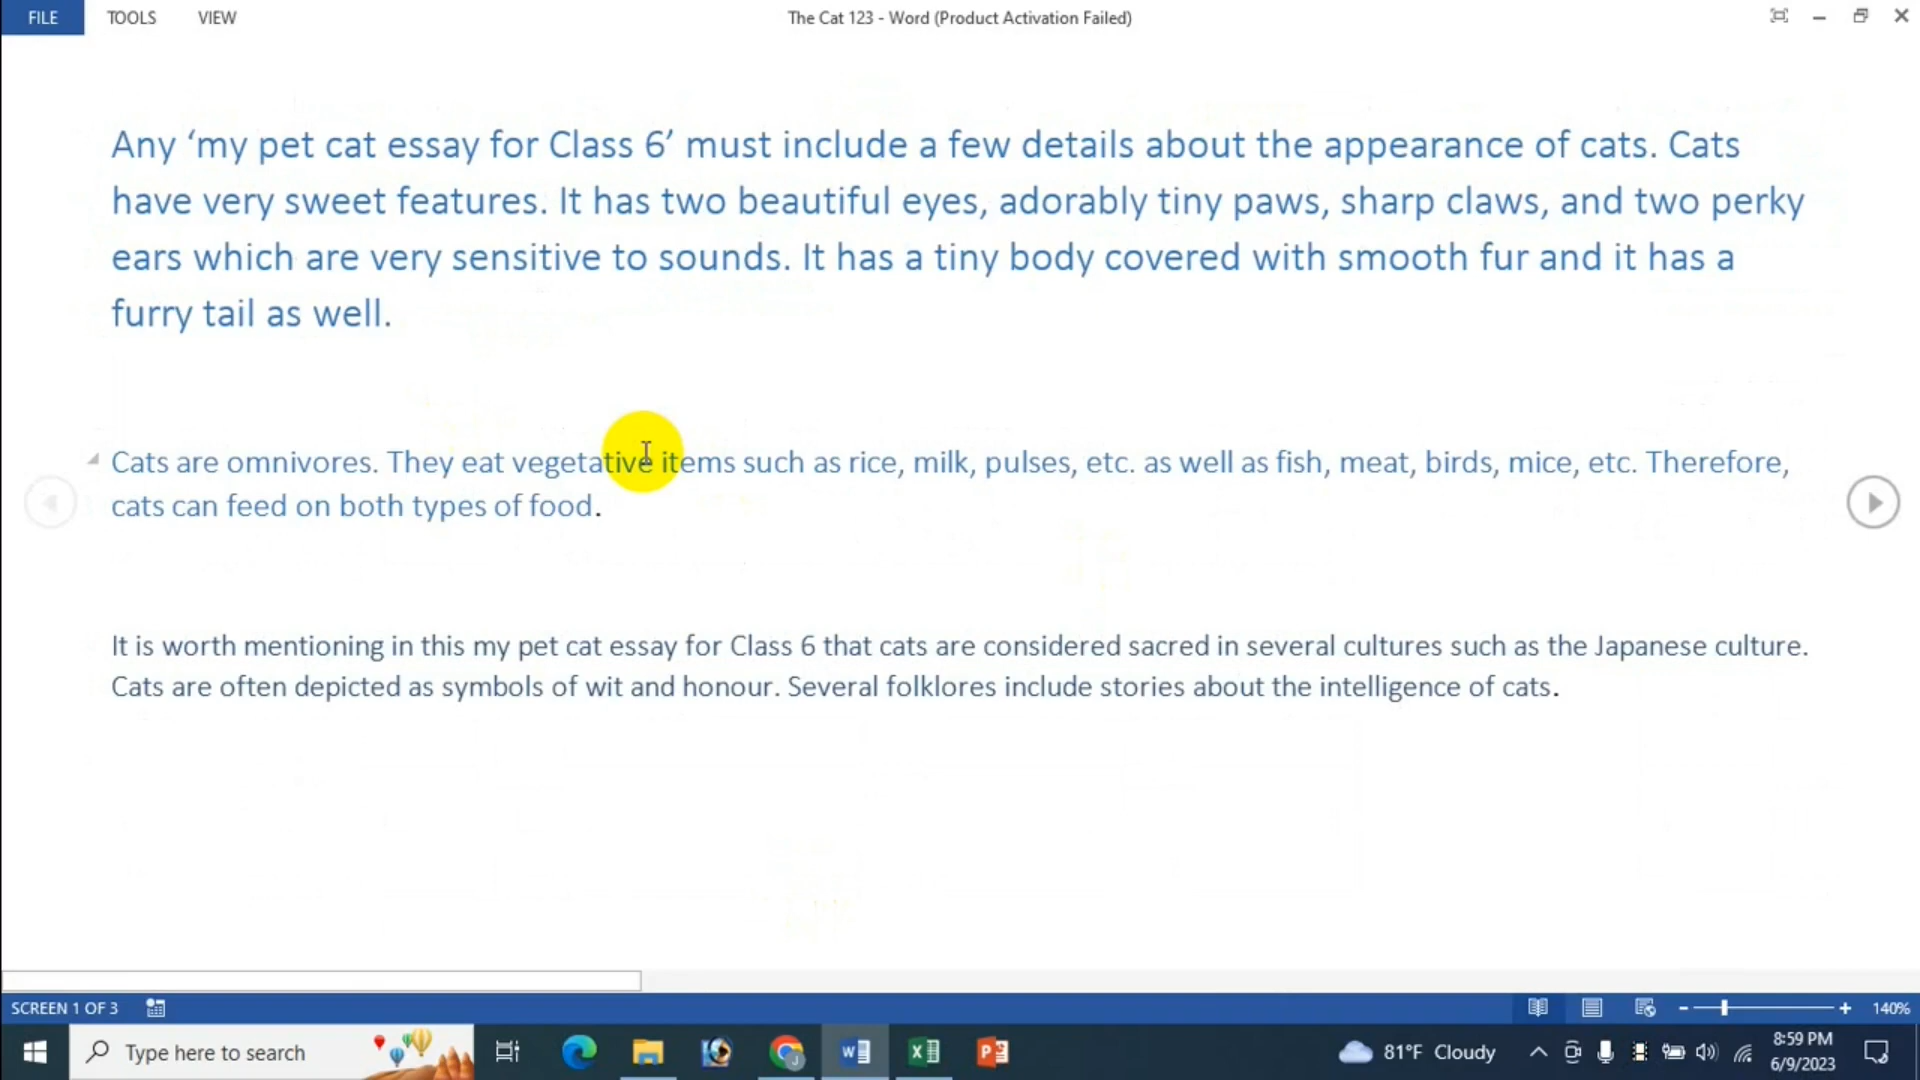 FILE TOOLS VIEW The Cat 123 - Word (Product Activation Failed)
Any ‘my pet cat essay for Class 6’ must include a few details about the appearance of cats. Cats
have very sweet features. It has two beautiful eyes, adorably tiny paws, sharp claws, and two perky
ears which are very sensitive to sounds. It has a tiny body covered with smooth fur and it has a
furry tail as well.
Cats are omnivores. They eat vegetative items such as rice, milk, pulses, etc. as well as fish, meat, birds, mice, etc. Therefore,
cats can feed on both types of food.
It is worth mentioning in this my pet cat essay for Class 6 that cats are considered sacred in several cultures such as the Japanese culture.
Cats are often depicted as symbols of wit and honour. Several folklores include stories about the intelligence of cats.
SCREEN 1 OF 3 140%
Type here to search 81°F Cloudy 8:59 PM
6/9/2023